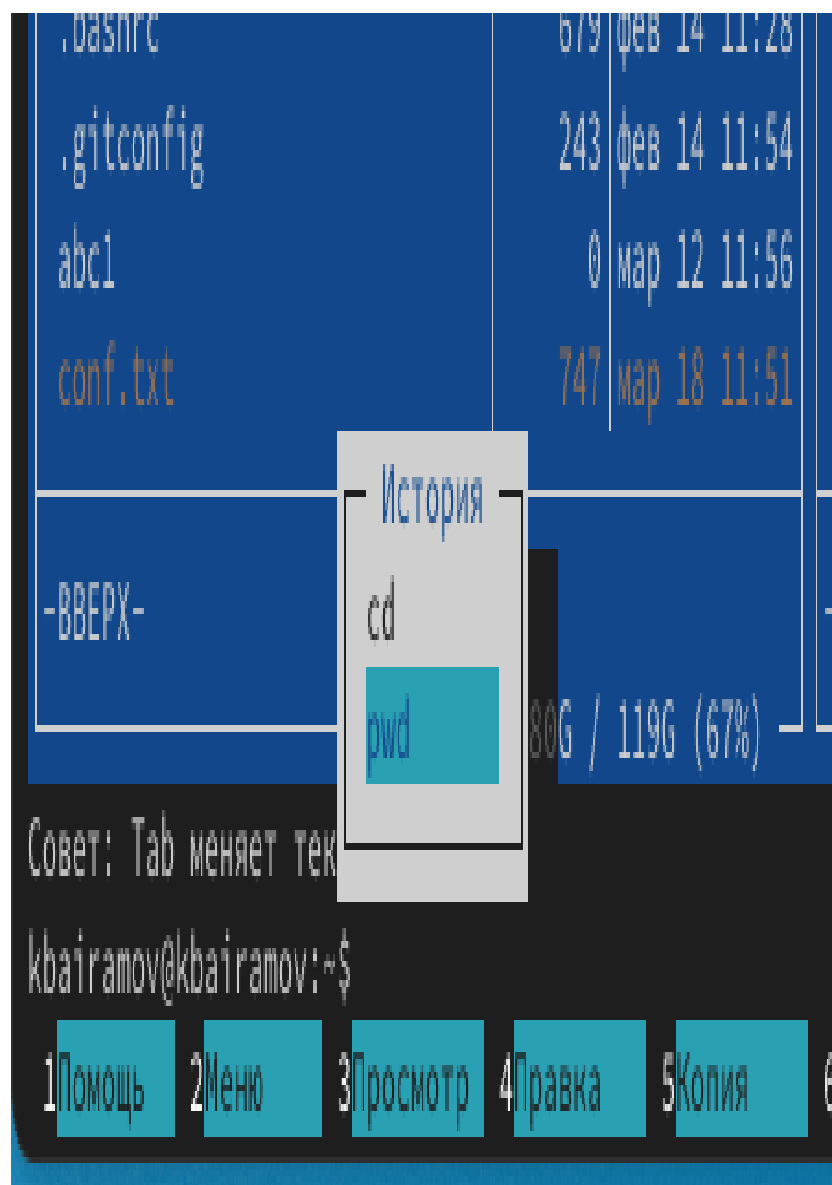 .bashrc 679 фев 14 11:28
.gitconfig 243 фев 14 11:54
abc1 0 мар 12 11:56
conf.txt 747 мар 18 11:51
История
cd
-ВВЕРХ-
pwd
80G / 119G (67%)
Совет: Tab меняет тек
kbairamov@kbairamov:~$
1Помощь 2Меню 3Просмотр 4Правка 5Копия 6